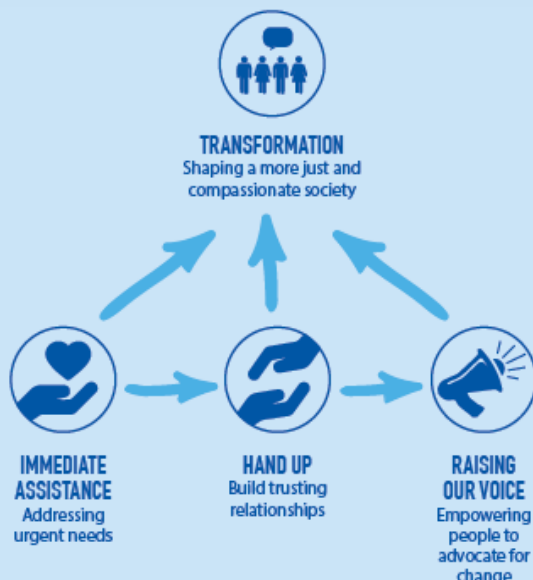 TRANSFORMATION
Shaping a more just and
compassionate society
IMMEDIATE
ASSISTANCE
Addressing
urgent needs
HAND UP
Build trusting
relationships
RAISING
OUR VOICE
Empowering
people to
advocate for
change